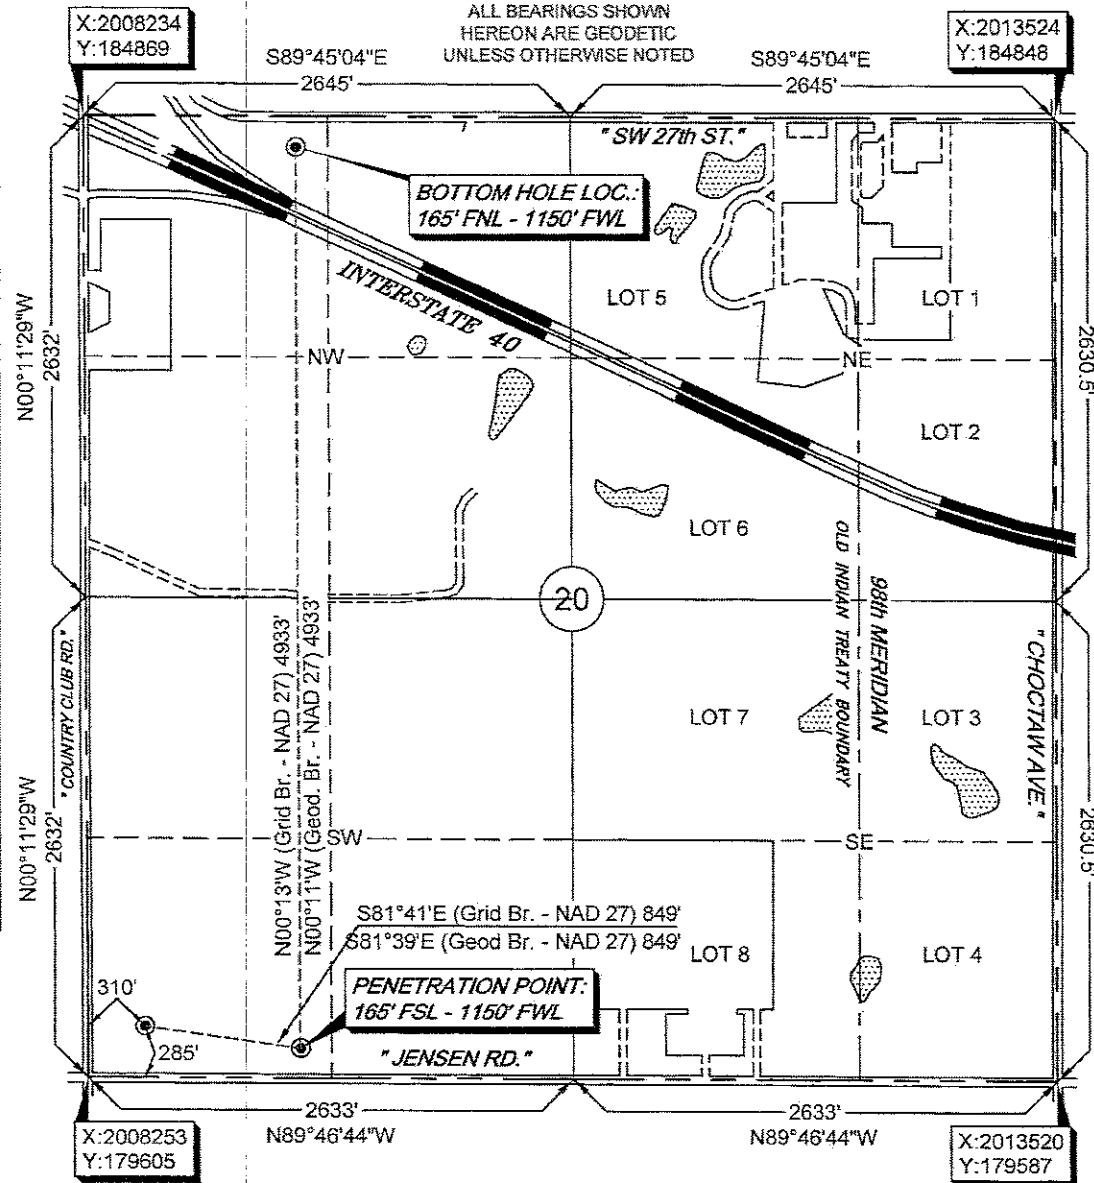 ALL BEARINGS SHOWN
HEREON ARE GEODETIC
UNLESS OTHERWISE NOTED
X:2008234
Y:184869
X:2013524
Y:184848
S89°45'04"E
2645'
S89°45'04"E
2645'
"SW 27th ST."
BOTTOM HOLE LOC.:
165' FNL - 1150' FWL
INTERSTATE 40
LOT 5
LOT 1
N00°11'29"W
2632'
2630.5'
NW
NE
LOT 2
LOT 6
20
OLD INDIAN TREATY BOUNDARY
98th MERIDIAN
"COUNTRY CLUB RD."
"CHOCTAW AVE."
N00°13'W (Grid Br. - NAD 27) 4933'
N00°11'W (Geod. Br. - NAD 27) 4933'
LOT 7
LOT 3
N00°11'29"W
2632'
2630.5'
SW
SE
S81°41'E (Grid Br. - NAD 27) 849'
S81°39'E (Geod Br. - NAD 27) 849'
LOT 8
LOT 4
PENETRATION POINT:
165' FSL - 1150' FWL
310'
285'
"JENSEN RD."
2633'
N89°46'44"W
2633'
N89°46'44"W
X:2008253
Y:179605
X:2013520
Y:179587